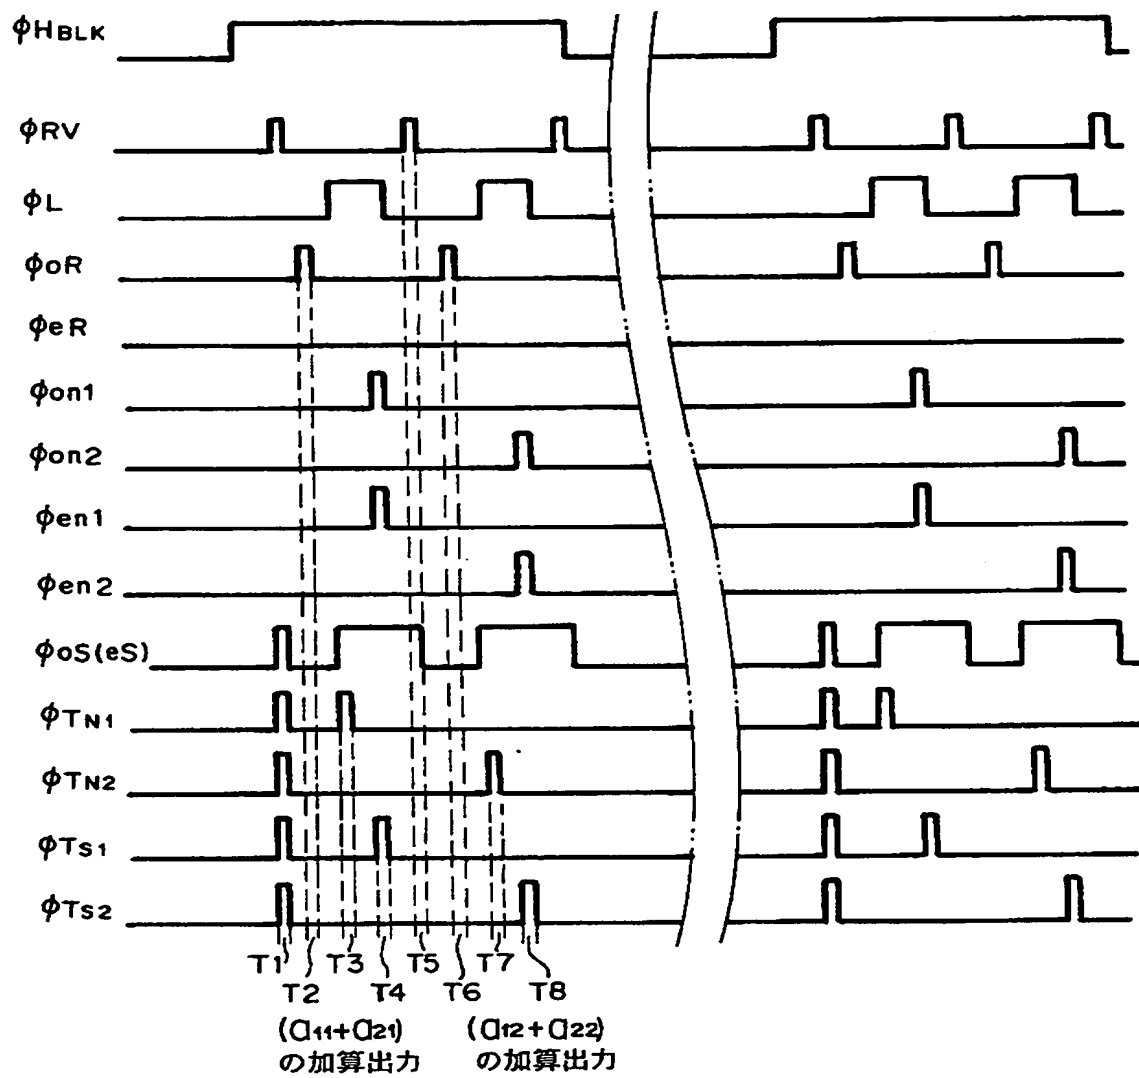 φHBLK
φRV
φL
φoR
φeR
φon1
φon2
φen1
φen2
φoS(eS)
φTN1
φTN2
φTS1
φTS2
T1 T3 T5 T7
T2 T4 T6 T8
(a11+a21) (a12+a22)
の加算出力 の加算出力